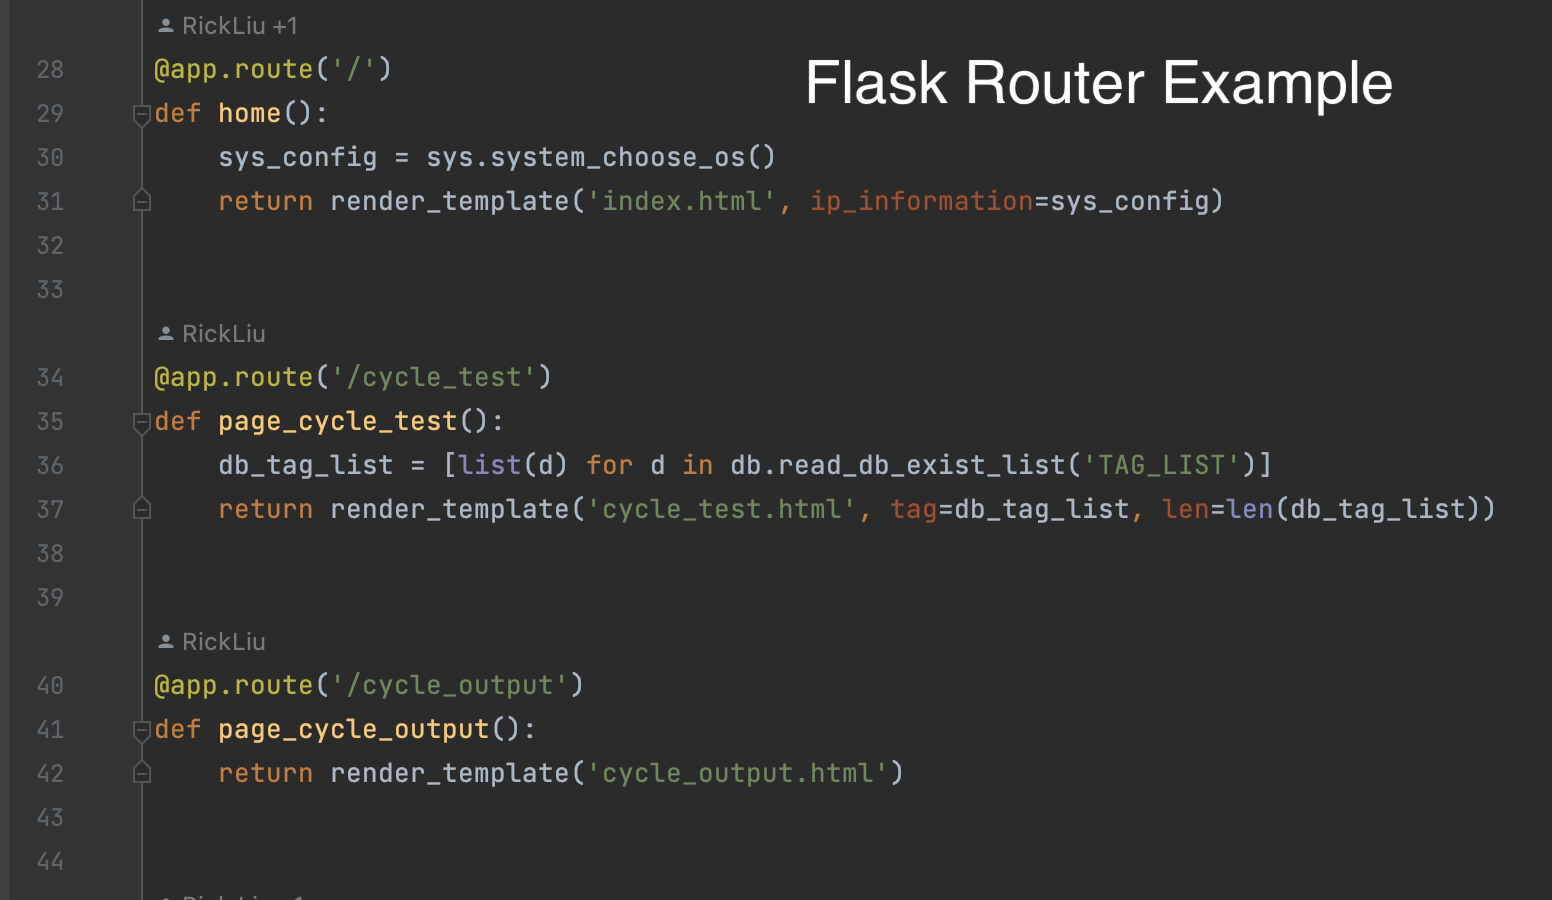 RickLiu +1
Flask Router Example
28 @app.route('/')
29 def home():
30     sys_config = sys.system_choose_os()
31     return render_template('index.html', ip_information=sys_config)
32
33
RickLiu
34 @app.route('/cycle_test')
35 def page_cycle_test():
36     db_tag_list = [list(d) for d in db.read_db_exist_list('TAG_LIST')]
37     return render_template('cycle_test.html', tag=db_tag_list, len=len(db_tag_list))
38
39
RickLiu
40 @app.route('/cycle_output')
41 def page_cycle_output():
42     return render_template('cycle_output.html')
43
44